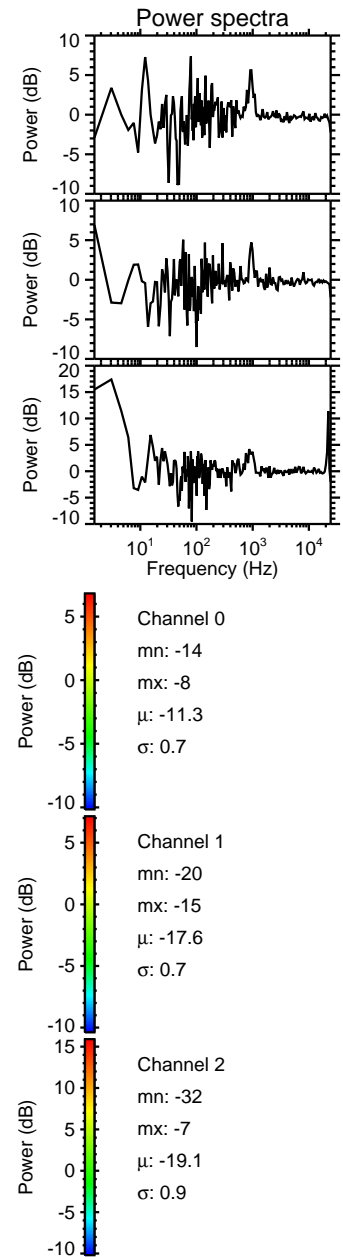 Power spectra
10
5
0
-5
-10
Power (dB)
10
5
0
-5
-10
Power (dB)
20
15
10
5
0
-5
-10
Power (dB)
10¹ 10² 10³ 10⁴
Frequency (Hz)
5
0
-5
-10
Power (dB)
Channel 0
mn: -14
mx: -8
μ: -11.3
σ: 0.7
5
0
-5
-10
Power (dB)
Channel 1
mn: -20
mx: -15
μ: -17.6
σ: 0.7
15
10
5
0
-5
-10
Power (dB)
Channel 2
mn: -32
mx: -7
μ: -19.1
σ: 0.9